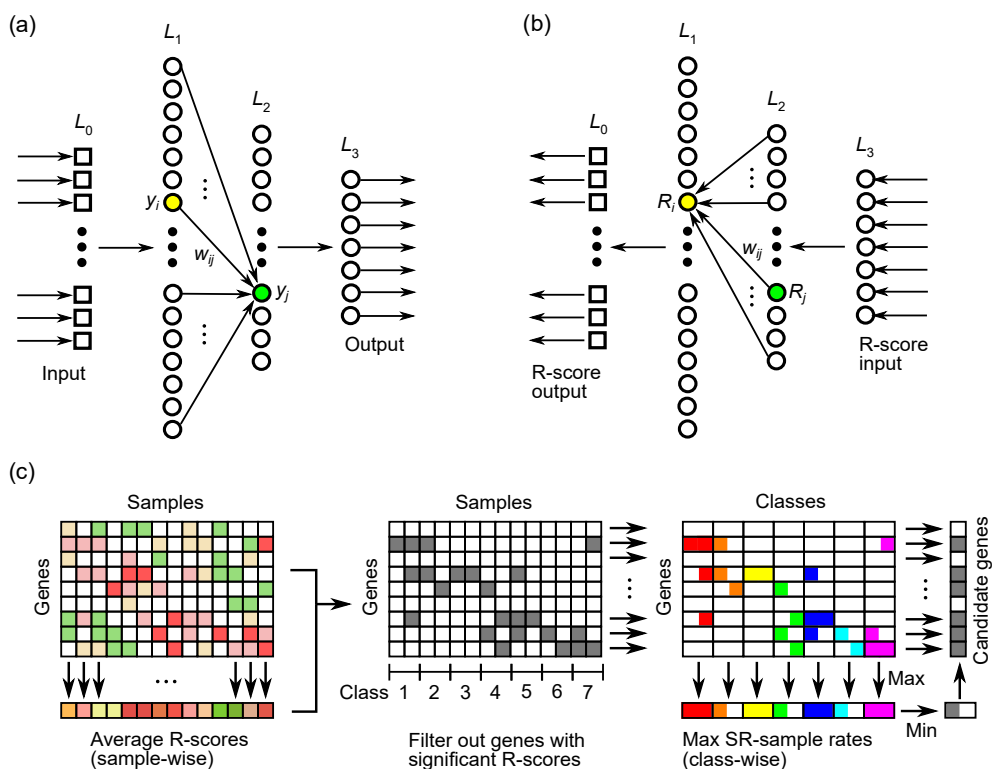 (a)
L1
L2
L0
L3
yi
wij
yj
Input
Output
(b)
L1
L2
L0
L3
Ri
wij
Rj
R-score
output
R-score
input
(c)
Samples
Genes
Average R-scores
(sample-wise)
Samples
Genes
Class 1 2 3 4 5 6 7
Filter out genes with
significant R-scores
Classes
Genes
Max
Min
Max SR-sample rates
(class-wise)
Candidate genes